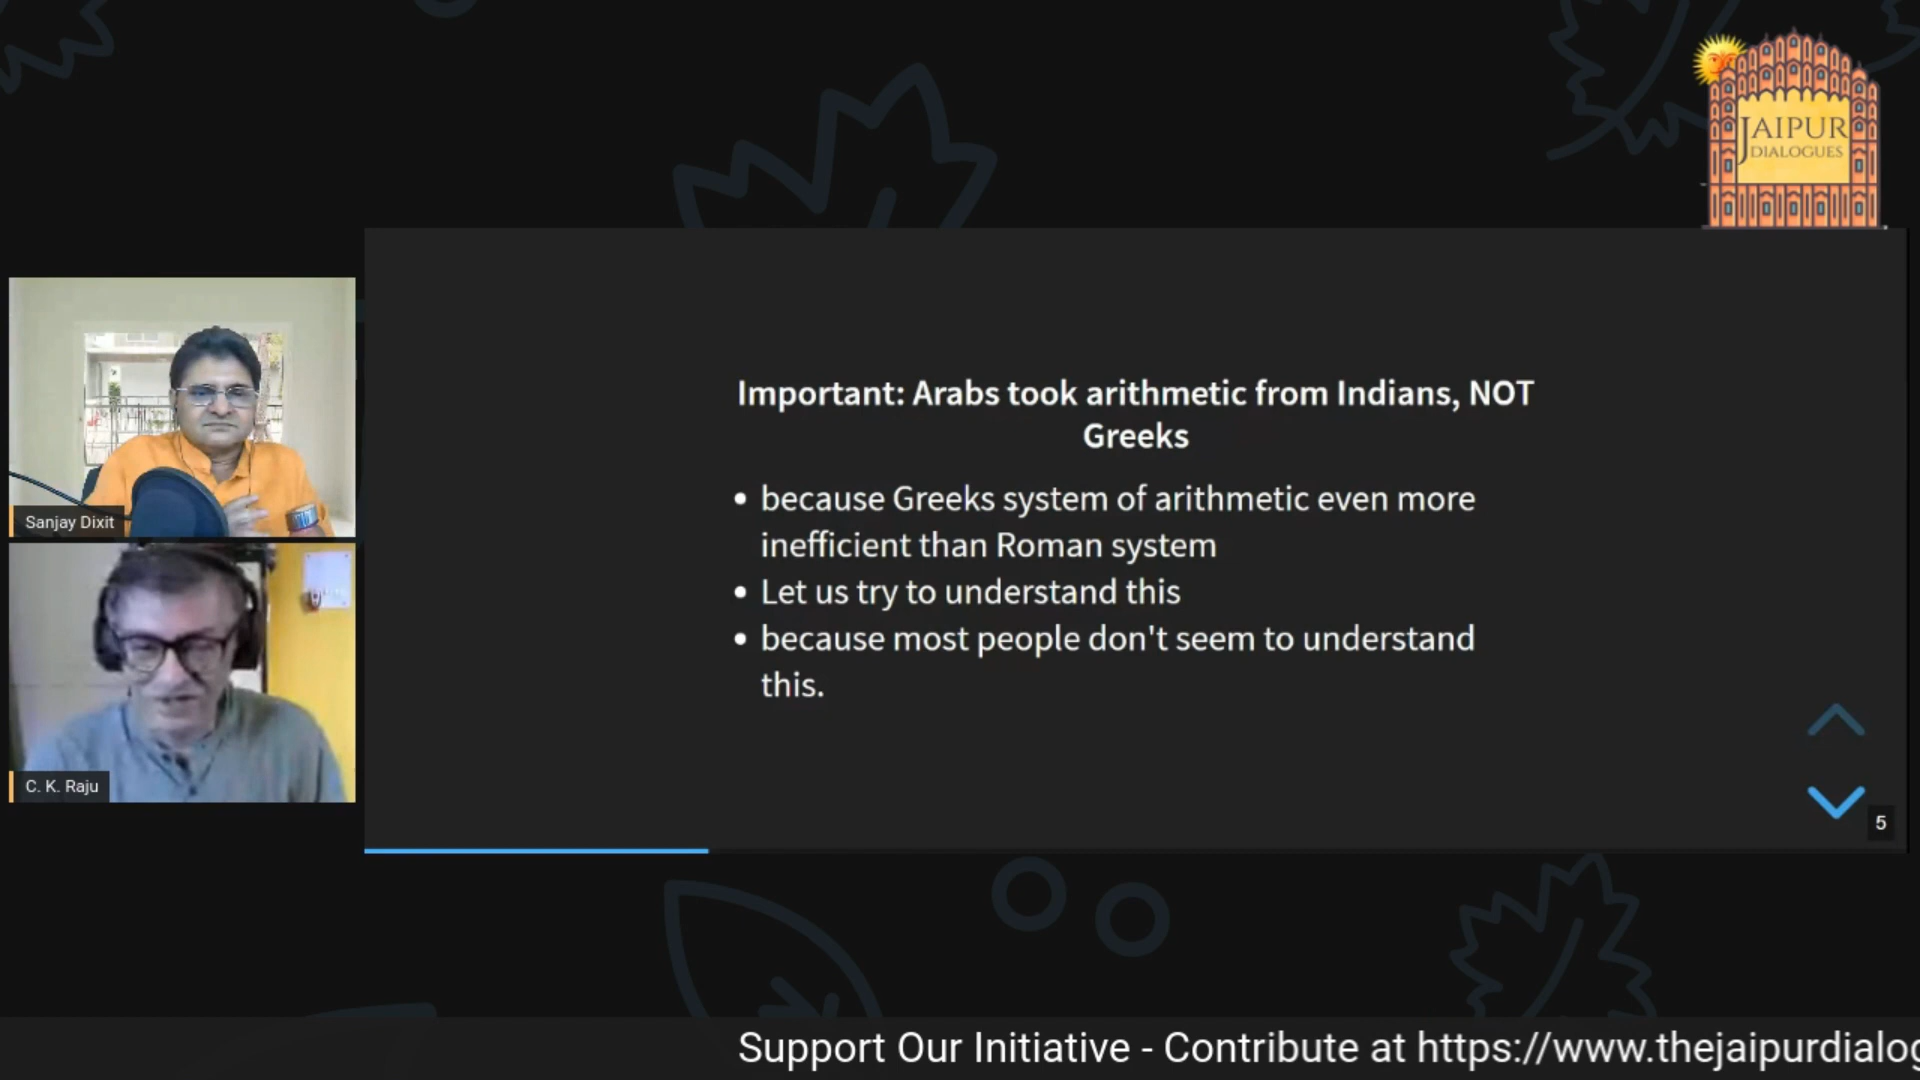 JAIPUR
DIALOGUES
Important: Arabs took arithmetic from Indians, NOT
Greeks
• because Greeks system of arithmetic even more
inefficient than Roman system
• Let us try to understand this
• because most people don't seem to understand
this.
Sanjay Dixit
C. K. Raju
5
Support Our Initiative - Contribute at https://www.thejaipurdialog